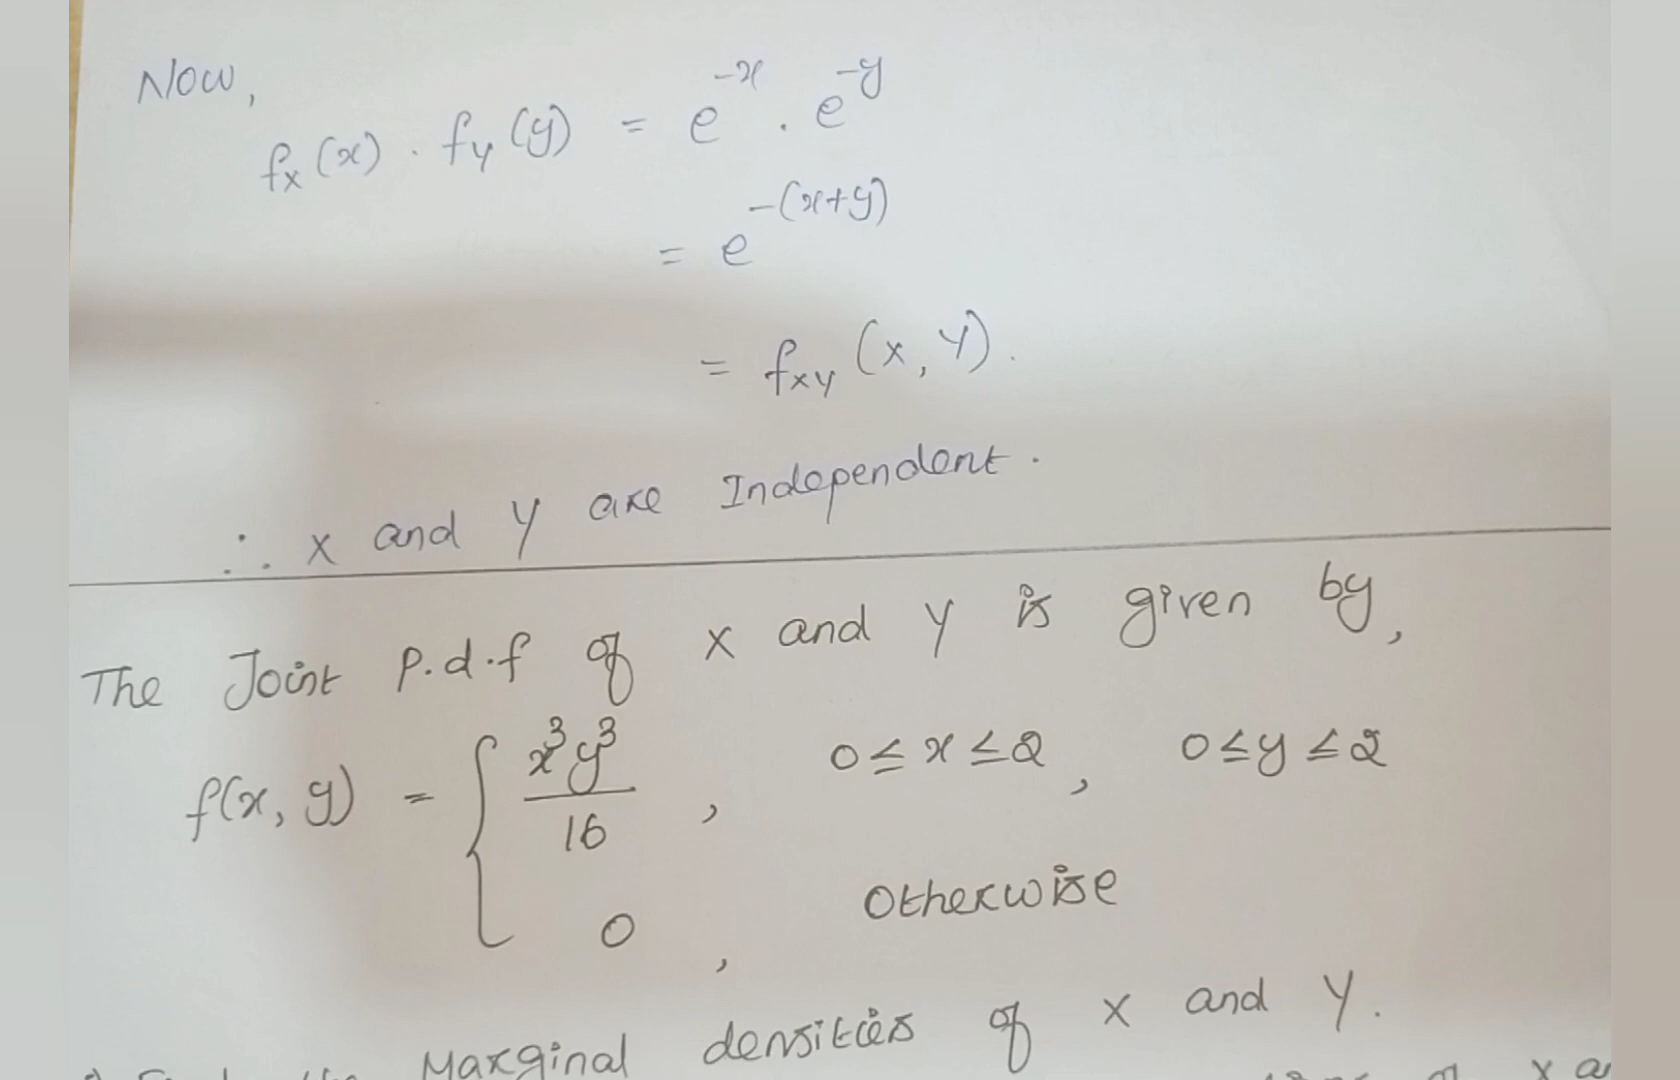 Now,
fx(x) . fy(y) = e^-x . e^-y
= e^-(x+y)
= fxy (x, y).
∴ x and y are Independent.
The Joint P.d.f of x and y is given by,
f(x, y) = { x³y³/16 , 0 ≤ x ≤ 2 , 0 ≤ y ≤ 2
0 , Otherwise
Marginal densities of x and y.